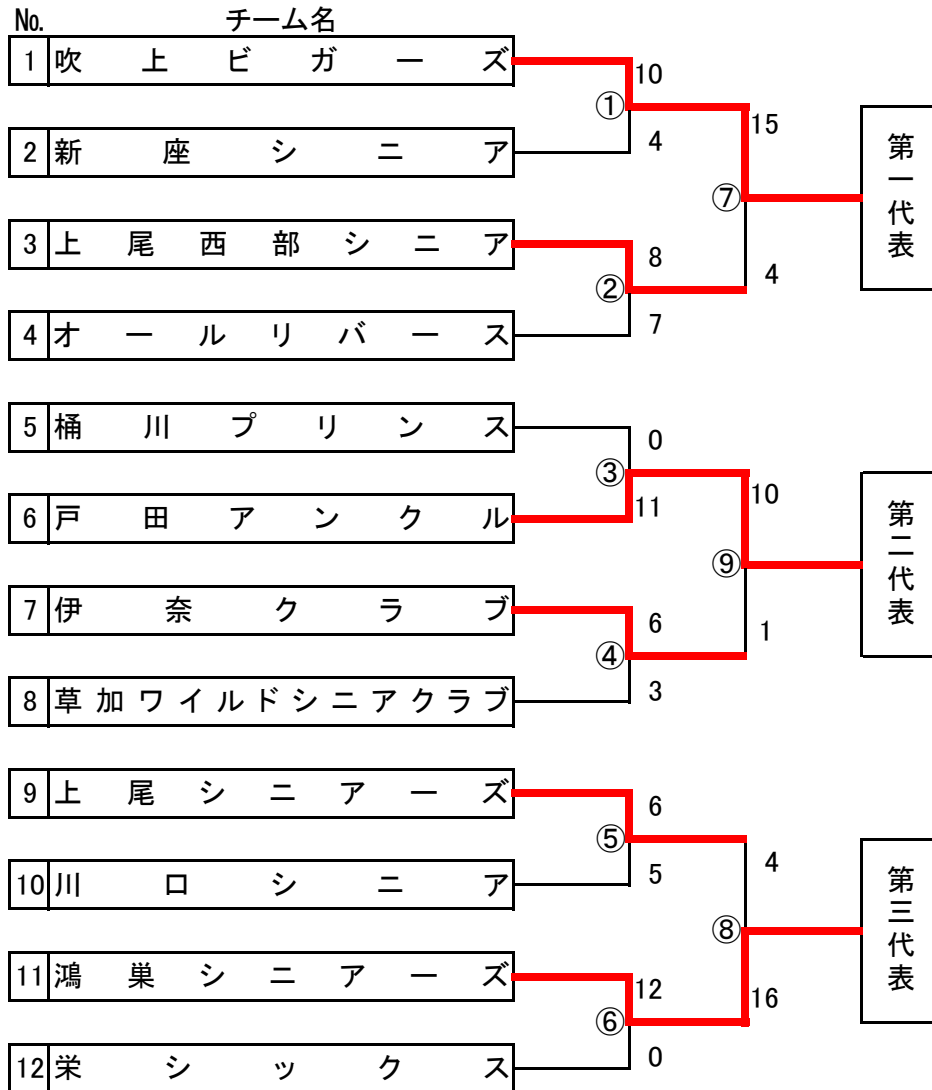 No. チーム名
1 吹上ビガーズ
10
①
15
2 新座シニア
4
第一代表
⑦
3 上尾西部シニア
8
4
②
4 オールリバース
7
5 桶川プリンス
0
③
10
6 戸田アンクル
11
第二代表
⑨
7 伊奈クラブ
6
1
④
8 草加ワイルドシニアクラブ
3
9 上尾シニアーズ
6
⑤
4
10 川口シニア
5
第三代表
⑧
11 鴻巣シニアーズ
12
16
⑥
12 栄シックス
0